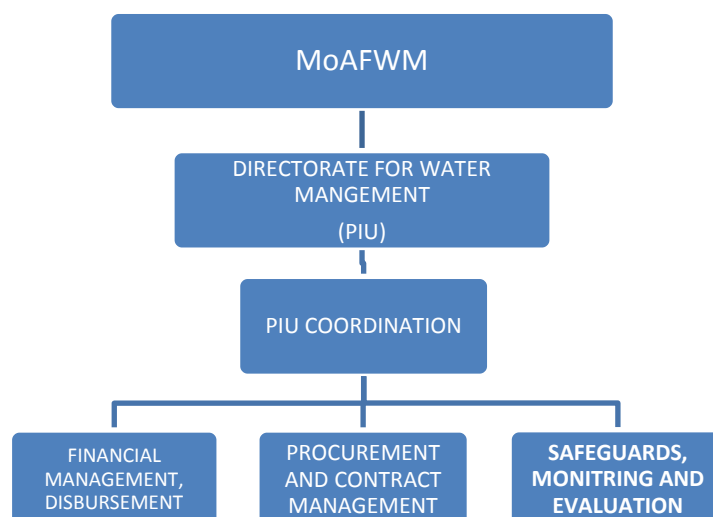 MoAFWM
DIRECTORATE FOR WATER
MANGEMENT
(PIU)
PIU COORDINATION
FINANCIAL
MANAGEMENT,
DISBURSEMENT
PROCUREMENT
AND CONTRACT
MANAGEMENT
SAFEGUARDS,
MONITRING AND
EVALUATION